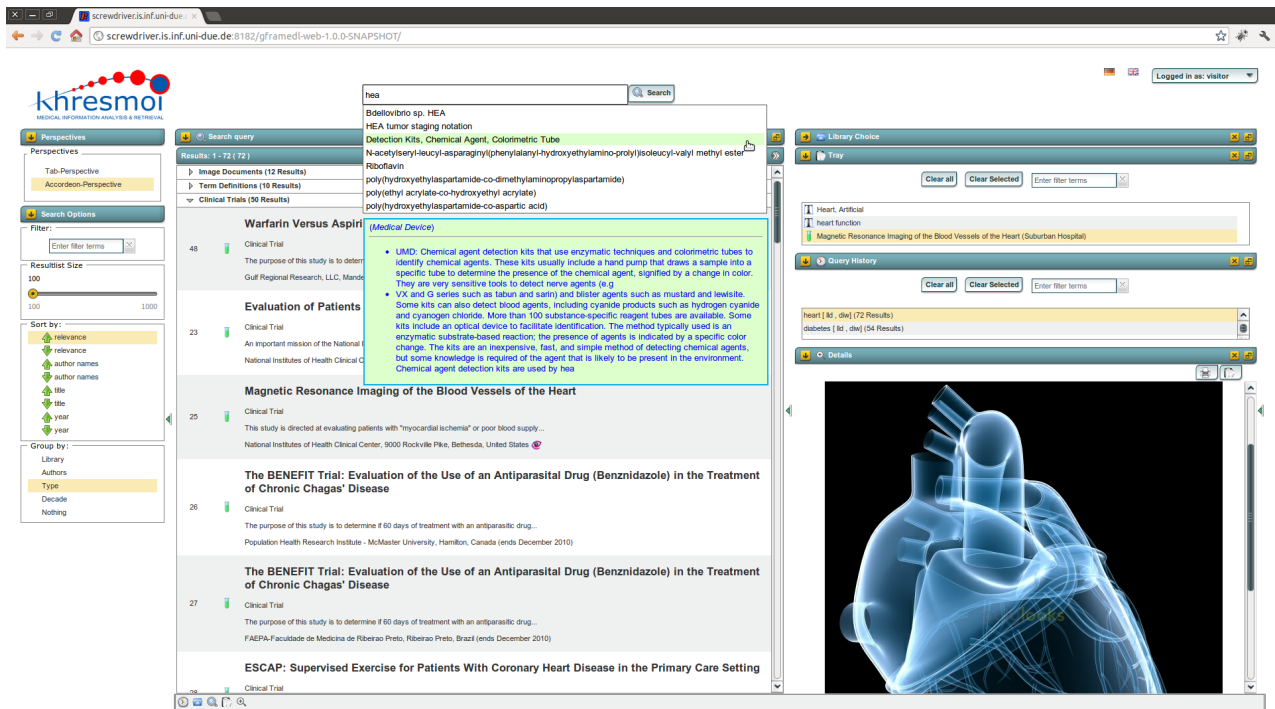 screwdriver.is.inf.uni-due.
screwdriver.is.inf.uni-due.de:8182/gframedl-web-1.0.0-SNAPSHOT/
khresmoi
MEDICAL INFORMATION ANALYSIS & RETRIEVAL
hea
Search
Logged in as: visitor
Bdellovibrio sp. HEA
HEA tumor staging notation
Detection Kits, Chemical Agent, Colorimetric Tube
N-acetylseryl-leucyl-asparaginyl(phenylalanyl-hydroxyethylamino-prolyl)isoleucyl-valyl methyl ester
Riboflavin
poly(hydroxyethylaspartamide-co-dimethylaminopropylaspartamide)
poly(ethyl acrylate-co-hydroxyethyl acrylate)
poly(hydroxyethylaspartamide-co-aspartic acid)
(Medical Device)
UMD: Chemical agent detection kits that use enzymatic techniques and colorimetric tubes to
identify chemical agents. These kits usually include a hand pump that draws a sample into a
specific tube to determine the presence of the chemical agent, signified by a change in color.
They are very sensitive tools to detect nerve agents (e.g
VX and G series such as tabun and sarin) and blister agents such as mustard and lewisite.
Some kits can also detect blood agents, including cyanide products such as hydrogen cyanide
and cyanogen chloride. More than 100 substance-specific reagent tubes are available. Some
kits include an optical device to facilitate identification. The method typically used is an
enzymatic substrate-based reaction; the presence of agents is indicated by a specific color
change. The kits are an inexpensive, fast, and simple method of detecting chemical agents,
but some knowledge is required of the agent that is likely to be present in the environment.
Chemical agent detection kits are used by hea
Perspectives
Perspectives
Tab-Perspective
Accordeon-Perspective
Search Options
Filter:
Enter filter terms
Resultlist Size
100
100 1000
Sort by:
relevance
relevance
author names
author names
title
title
year
year
Group by:
Library
Authors
Type
Decade
Nothing
Search query
Results: 1 - 72 ( 72 )
Image Documents (12 Results)
Term Definitions (10 Results)
Clinical Trials (50 Results)
Warfarin Versus Aspiri
48
Clinical Trial
The purpose of this study is to deter
Gulf Regional Research, LLC, Mande
Evaluation of Patients
23
Clinical Trial
An important mission of the National
National Institutes of Health Clinical C
Magnetic Resonance Imaging of the Blood Vessels of the Heart
25
Clinical Trial
This study is directed at evaluating patients with "myocardial ischemia" or poor blood supply...
National Institutes of Health Clinical Center, 9000 Rockville Pike, Bethesda, United States
The BENEFIT Trial: Evaluation of the Use of an Antiparasital Drug (Benznidazole) in the Treatment
of Chronic Chagas' Disease
26
Clinical Trial
The purpose of this study is to determine if 60 days of treatment with an antiparasitic drug...
Population Health Research Institute - McMaster University, Hamilton, Canada (ends December 2010)
The BENEFIT Trial: Evaluation of the Use of an Antiparasital Drug (Benznidazole) in the Treatment
of Chronic Chagas' Disease
27
Clinical Trial
The purpose of this study is to determine if 60 days of treatment with an antiparasitic drug...
FAEPA-Faculdade de Medicina de Ribeirao Preto, Ribeirao Preto, Brazil (ends December 2010)
ESCAP: Supervised Exercise for Patients With Coronary Heart Disease in the Primary Care Setting
28
Clinical Trial
Library Choice
Tray
Clear all
Clear Selected
Enter filter terms
Heart, Artificial
heart function
Magnetic Resonance Imaging of the Blood Vessels of the Heart (Suburban Hospital)
Query History
Clear all
Clear Selected
Enter filter terms
heart [ lld , diw] (72 Results)
diabetes [ lld , diw] (54 Results)
Details